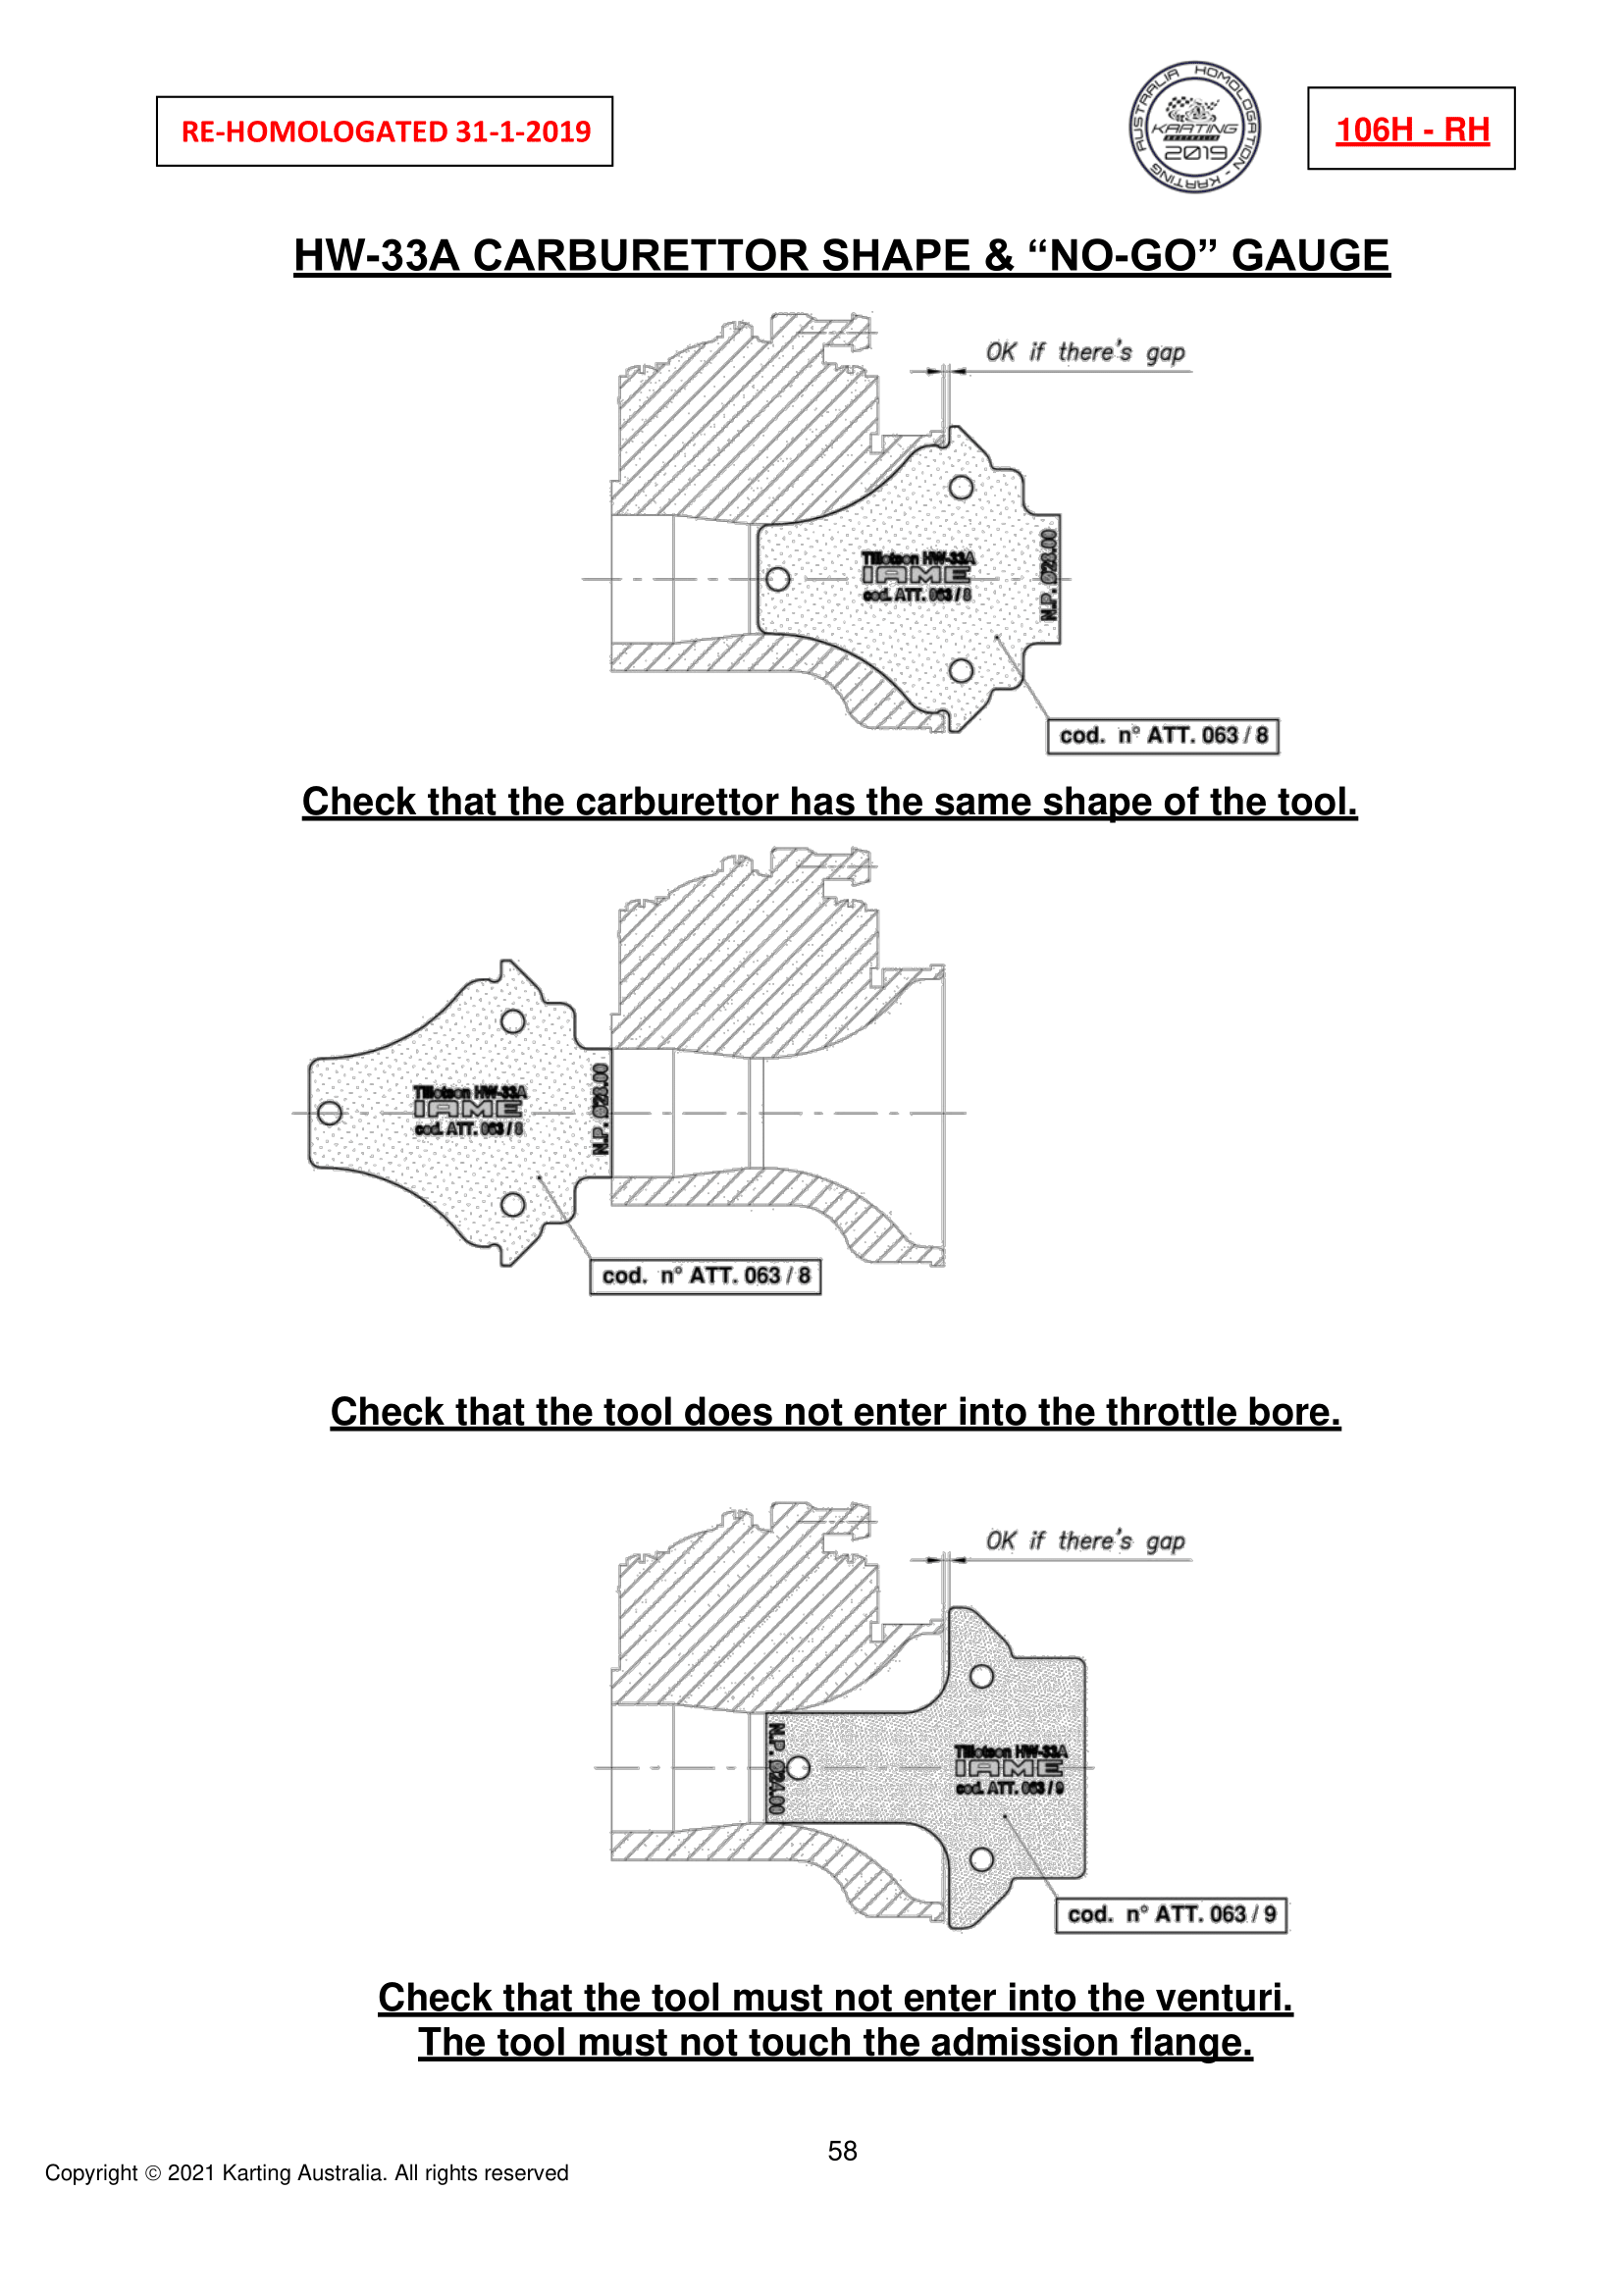 RE-HOMOLOGATED 31-1-2019
AUSTRALIA HOMOLOGATION - KARTING
KARTING
AUSTRALIA
2019
106H - RH
HW-33A CARBURETTOR SHAPE & “NO-GO” GAUGE
OK if there's gap
Tillotson HW-33A
IAME
cod. ATT. 063 / 8
N.P. Ø28.00
cod. n° ATT. 063 / 8
Check that the carburettor has the same shape of the tool.
Tillotson HW-33A
IAME
cod. ATT. 063 / 8
N.P. Ø28.00
cod. n° ATT. 063 / 8
Check that the tool does not enter into the throttle bore.
OK if there's gap
N.P. Ø24.00
Tillotson HW-33A
IAME
cod. ATT. 063 / 9
cod. n° ATT. 063 / 9
Check that the tool must not enter into the venturi.
The tool must not touch the admission flange.
58
Copyright © 2021 Karting Australia. All rights reserved